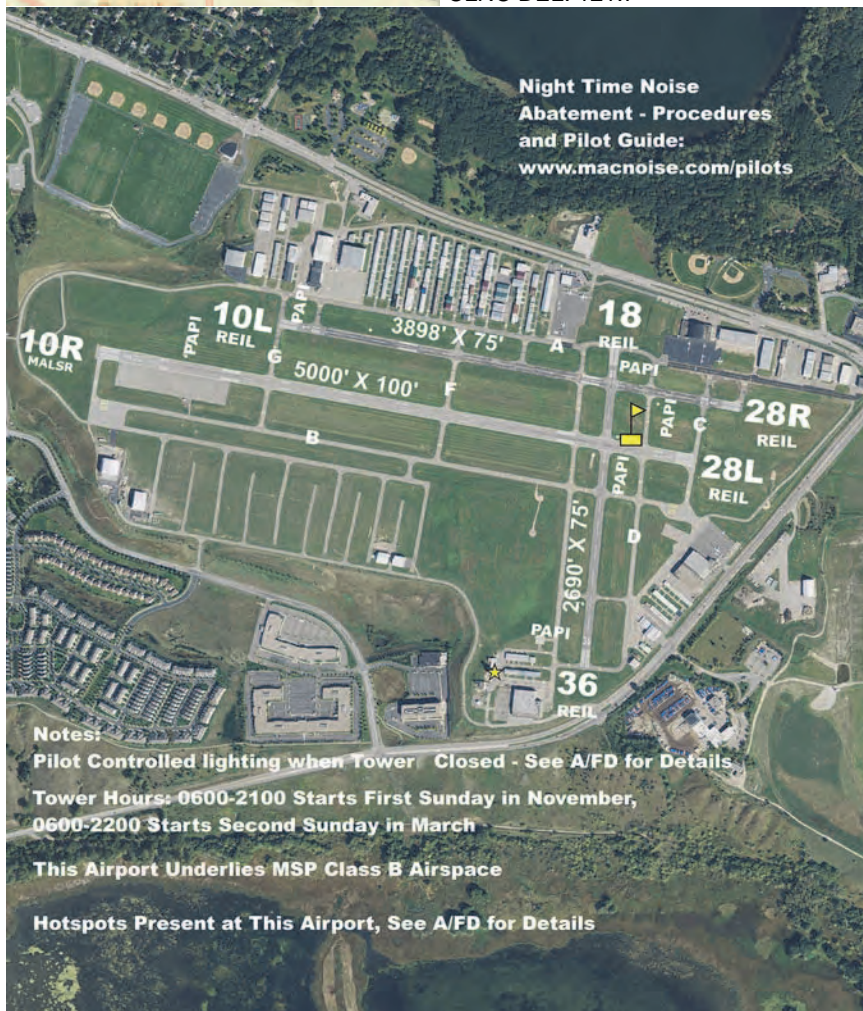 Night Time Noise
Abatement - Procedures
and Pilot Guide:
www.macnoise.com/pilots
10L
REIL
PAPI
18
REIL
3898' X 75'
A
10R
MALSR
PAPI
G
5000' X 100'
F
PAPI
PAPI
C
28R
REIL
B
PAPI
28L
REIL
2690' X 75'
D
PAPI
36
REIL
Notes:
Pilot Controlled lighting when Tower Closed - See A/FD for Details
Tower Hours: 0600-2100 Starts First Sunday in November,
0600-2200 Starts Second Sunday in March
This Airport Underlies MSP Class B Airspace
Hotspots Present at This Airport, See A/FD for Details